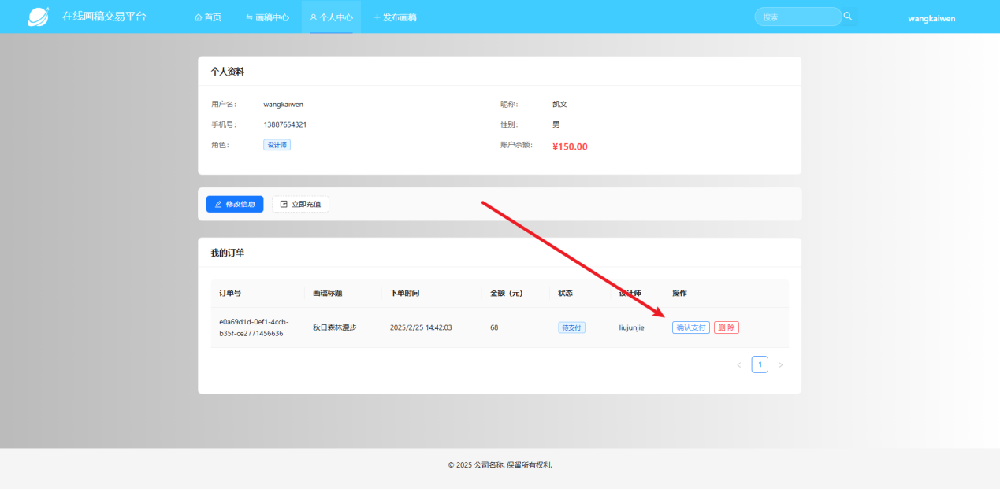 在线画稿交易平台 首页 画稿中心 个人中心 发布画稿 搜索 wangkaiwen
个人资料
用户名: wangkaiwen 昵称: 凯文
手机号: 13887654321 性别: 男
角色: 设计师 账户余额: ¥150.00
修改信息 立即充值
我的订单
订单号 画稿标题 下单时间 金额（元） 状态 设计师 操作
e0a69d1d-0ef1-4ccb-
b35f-ce2771456636 秋日森林漫步 2025/2/25 14:42:03 68 待支付 liujunjie 确认支付 删 除
< 1 >
© 2025 公司名称. 保留所有权利.